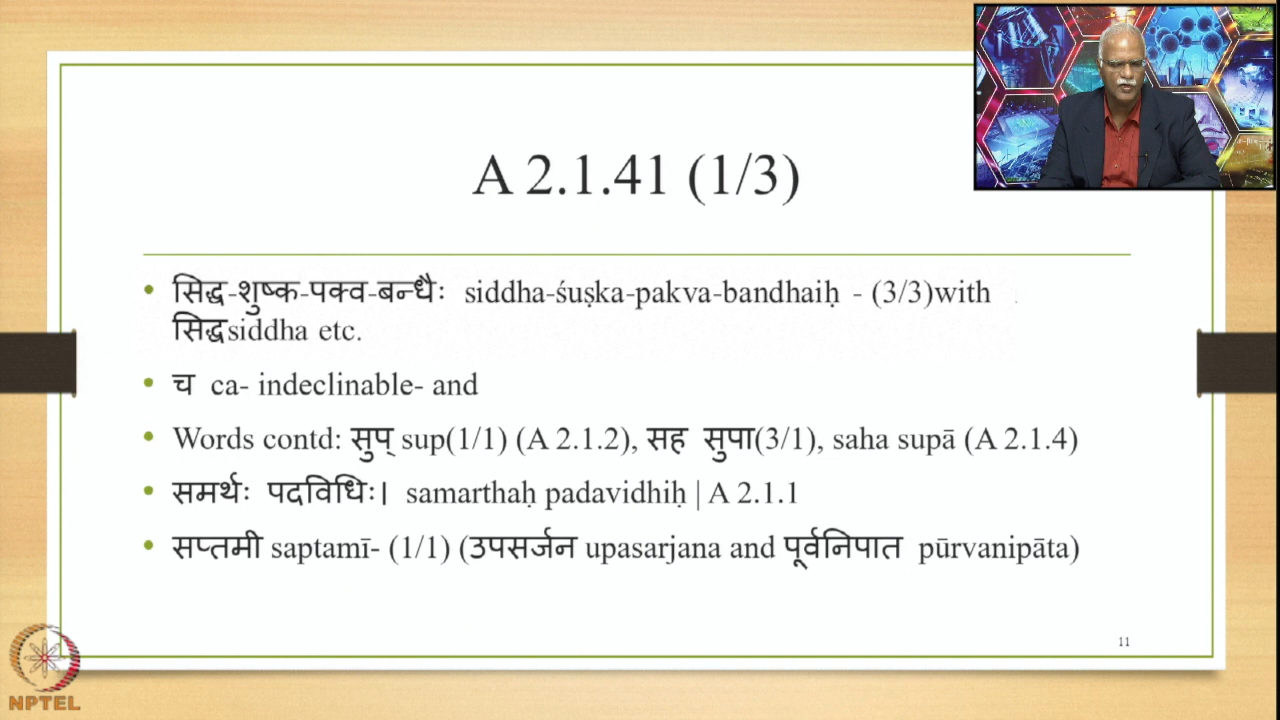 A 2.1.41 (1/3)
सिद्ध-शुष्क-पक्व-बन्धैः siddha-śuṣka-pakva-bandhaiḥ - (3/3)with
सिद्धsiddha etc.
च ca- indeclinable- and
Words contd: सुप् sup(1/1) (A 2.1.2), सह सुपा(3/1), saha supā (A 2.1.4)
समर्थः पदविधिः। samarthaḥ padavidhiḥ | A 2.1.1
सप्तमी saptamī- (1/1) (उपसर्जन upasarjana and पूर्वनिपात pūrvanipāta)
11
NPTEL